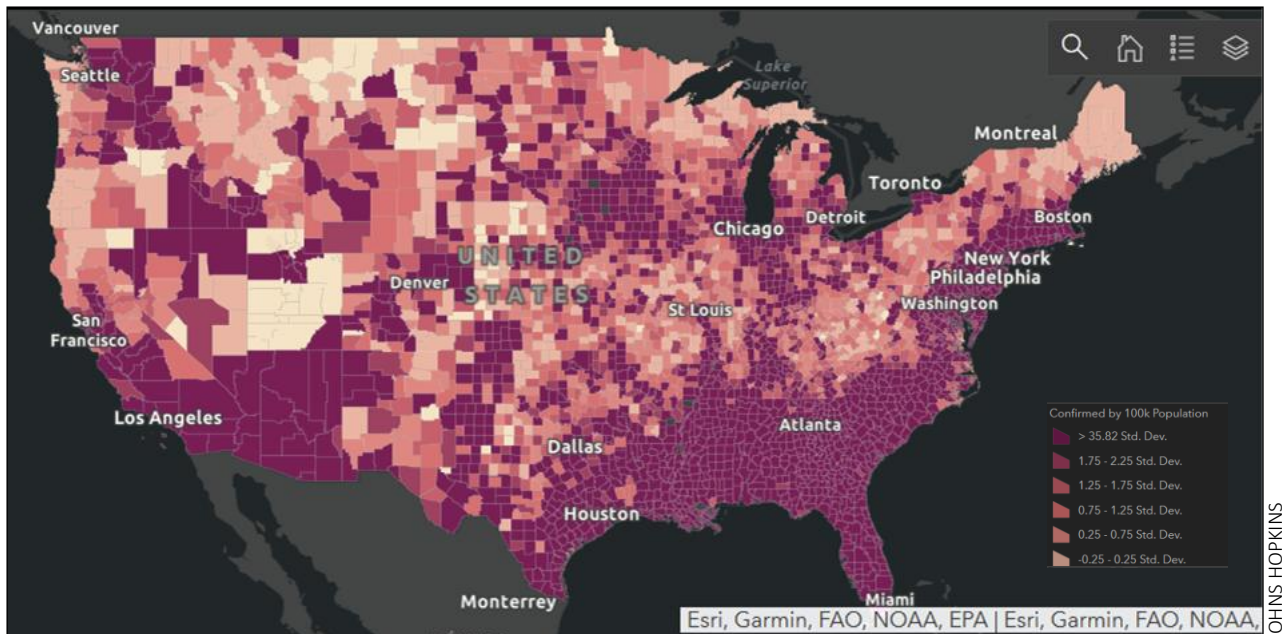 Vancouver
Seattle
Lake
Superior
Montreal
Toronto
Boston
Detroit
Chicago
New York
UNITED
STATES
Philadelphia
Denver
Washington
St Louis
San
Francisco
Los Angeles
Atlanta
Dallas
Houston
Miami
Monterrey
Confirmed by 100k Population
> 35.82 Std. Dev.
1.75 - 2.25 Std. Dev.
1.25 - 1.75 Std. Dev.
0.75 - 1.25 Std. Dev.
0.25 - 0.75 Std. Dev.
-0.25 - 0.25 Std. Dev.
Esri, Garmin, FAO, NOAA, EPA | Esri, Garmin, FAO, NOAA,
OHNS HOPKINS